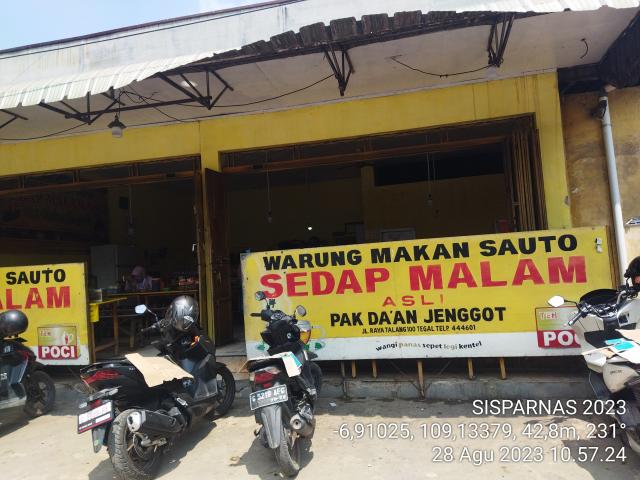 WARUNG MAKAN SAUTO
SEDAP MALAM
ASLI
PAK DA'AN JENGGOT
JL. RAYA TALANG 100 TEGAL TELP. 444601
wangi panas sepet legi kentel
POCI
SAUTO
LAM
POCI
SISPARNAS 2023
-6,91025, 109,13379, 42,8m, 231°
28 Agu 2023 10.57.24